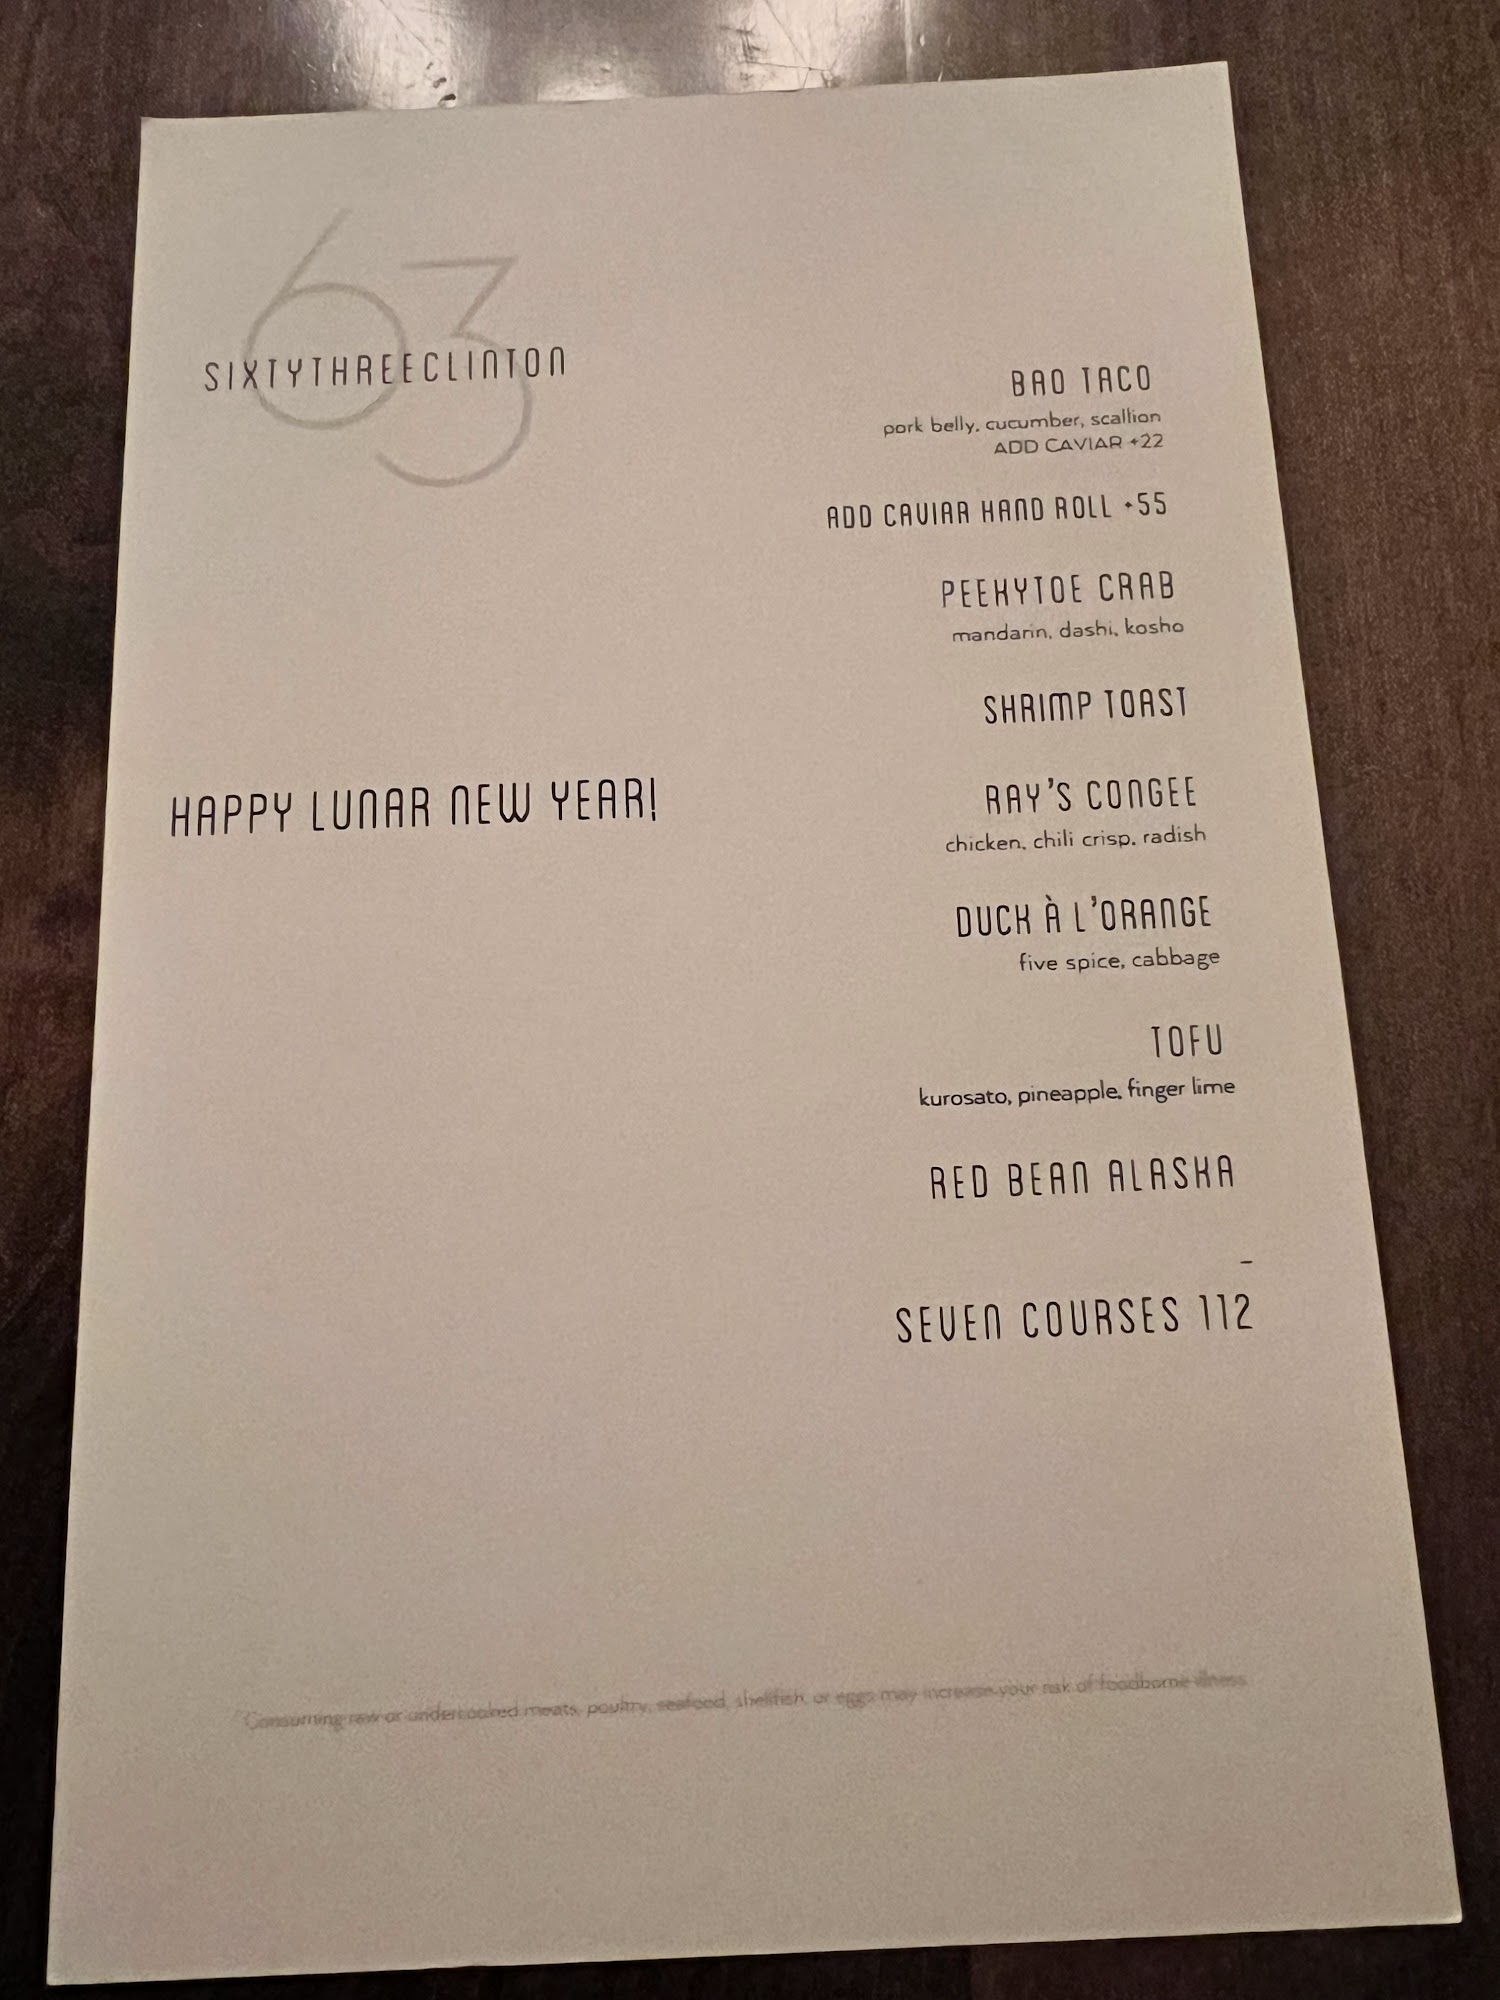 63
SIXTYTHREECLINTON
HAPPY LUNAR NEW YEAR!
BAO TACO
pork belly, cucumber, scallion
ADD CAVIAR +22
ADD CAVIAR HAND ROLL +55
PEEKYTOE CRAB
mandarin, dashi, kosho
SHRIMP TOAST
RAY'S CONGEE
chicken, chili crisp, radish
DUCK À L'ORANGE
five spice, cabbage
TOFU
kurosato, pineapple, finger lime
RED BEAN ALASKA
–
SEVEN COURSES 112
*Consuming raw or undercooked meats, poultry, seafood, shellfish, or eggs may increase your risk of foodborne illness